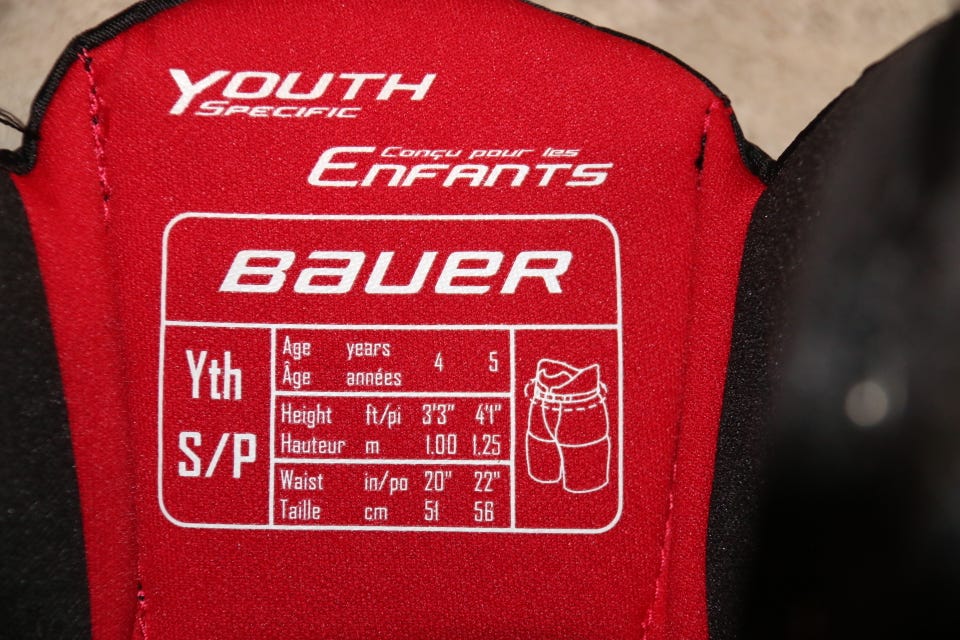 YOUTH
SPECIFIC
Conçu pour les
ENFANTS
BAUER
Yth
S/P
Age years 4 5
Âge années
Height ft/pi 3'3" 4'1"
Hauteur m 1.00 1.25
Waist in/po 20" 22"
Taille cm 51 56